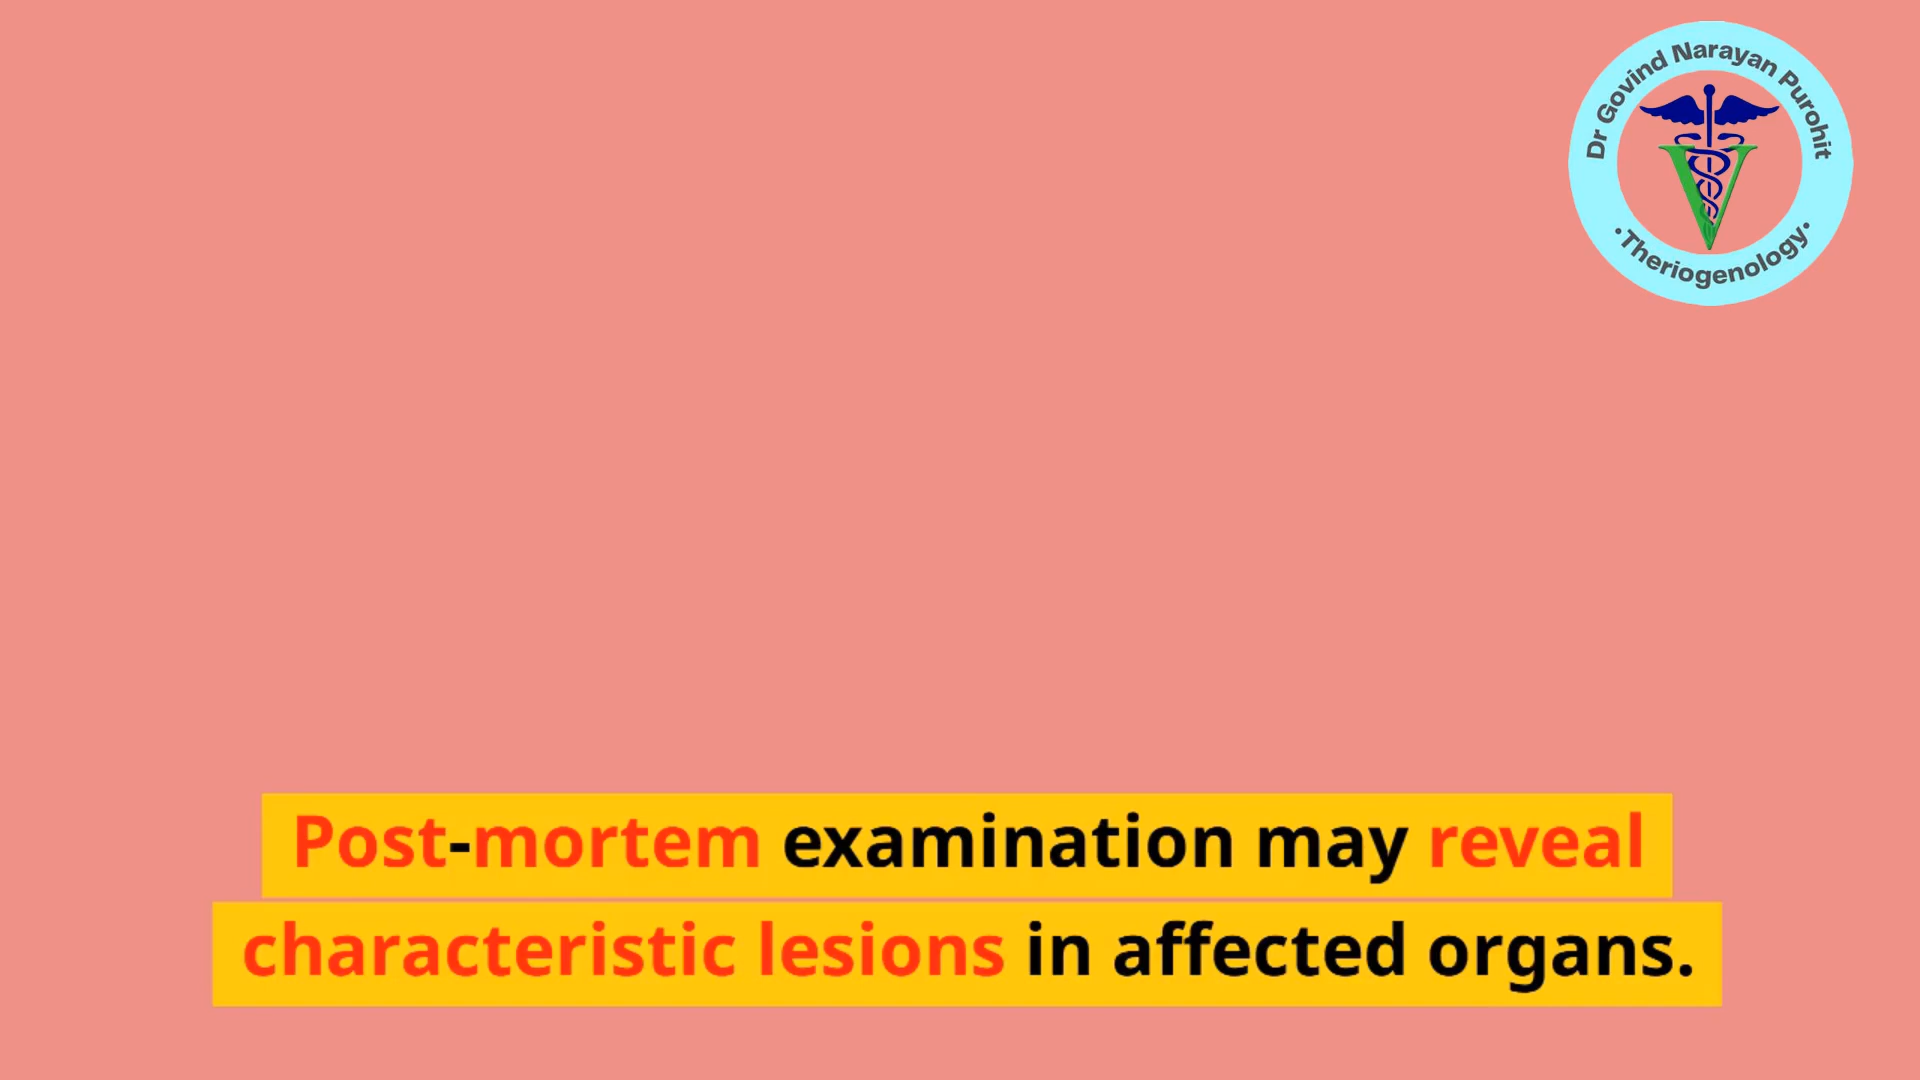 Dr Govind Narayan Purohit
·Theriogenology·
Post-mortem examination may reveal
characteristic lesions in affected organs.